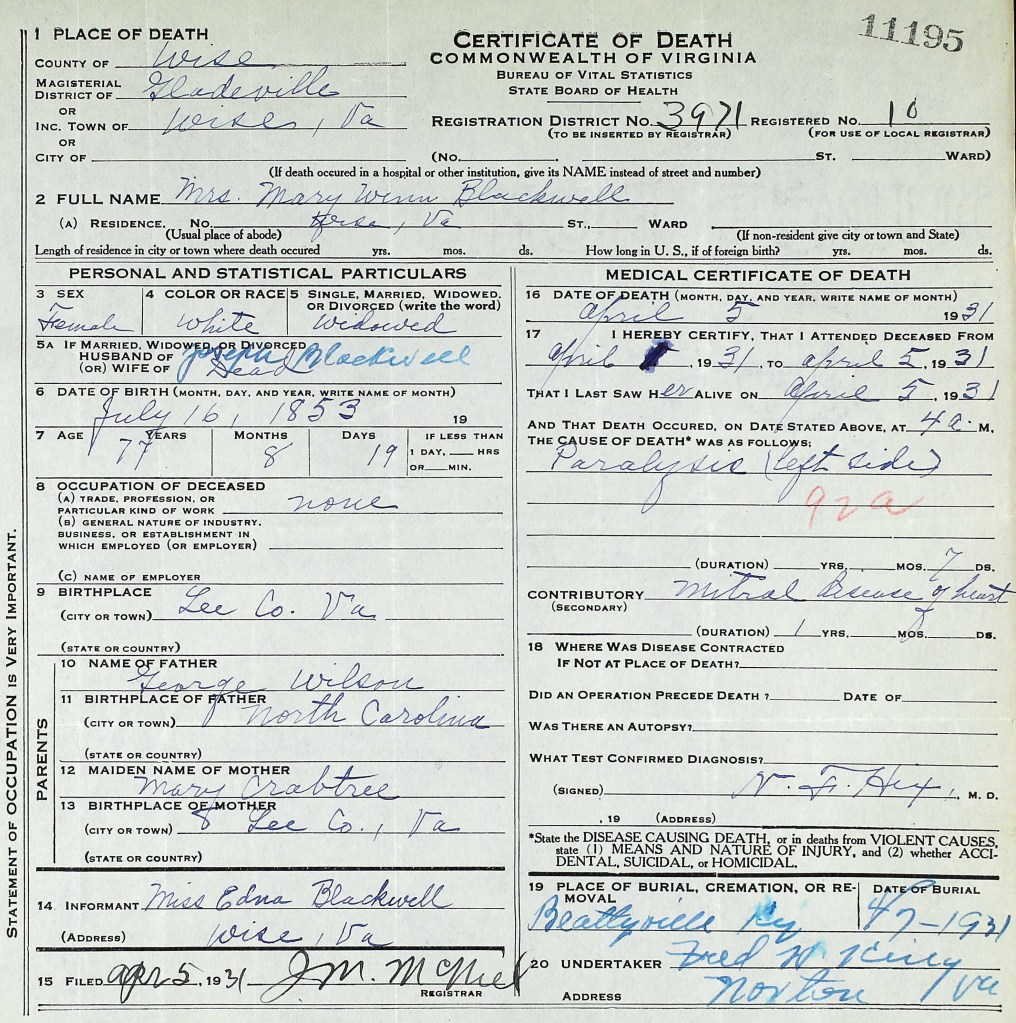 11195
CERTIFICATE OF DEATH
COMMONWEALTH OF VIRGINIA
BUREAU OF VITAL STATISTICS
STATE BOARD OF HEALTH
1 PLACE OF DEATH
COUNTY OF Wise
MAGISTERIAL DISTRICT OF Gladeville
OR
INC. TOWN OF Wise, Va
OR
CITY OF
REGISTRATION DISTRICT NO. 3971 REGISTERED NO. 10
(TO BE INSERTED BY REGISTRAR) (FOR USE OF LOCAL REGISTRAR)
(NO. ST. WARD)
(If death occured in a hospital or other institution, give its NAME instead of street and number)
2 FULL NAME Mrs. Mary Winn Blackwell
(A) RESIDENCE, NO. Wise, Va ST., WARD
(Usual place of abode) (If non-resident give city or town and State)
Length of residence in city or town where death occured yrs. mos. ds. How long in U. S., if of foreign birth? yrs. mos. ds.
PERSONAL AND STATISTICAL PARTICULARS
3 SEX
Female
4 COLOR OR RACE
White
5 SINGLE, MARRIED, WIDOWED, OR DIVORCED (write the word)
Widowed
5A IF MARRIED, WIDOWED OR DIVORCED
HUSBAND OF
(OR) WIFE OF Joseph Blackwell
Dead
6 DATE OF BIRTH (MONTH, DAY, AND YEAR, WRITE NAME OF MONTH)
July 16, 1853 19
7 AGE YEARS MONTHS DAYS IF LESS THAN
77 8 19 1 DAY, HRS
OR MIN.
8 OCCUPATION OF DECEASED
(A) TRADE, PROFESSION, OR
PARTICULAR KIND OF WORK none
(B) GENERAL NATURE OF INDUSTRY,
BUSINESS, OR ESTABLISHMENT IN
WHICH EMPLOYED (OR EMPLOYER)
(C) NAME OF EMPLOYER
9 BIRTHPLACE
(CITY OR TOWN) Lee Co. Va
(STATE OR COUNTRY)
PARENTS
10 NAME OF FATHER
George Wilson
11 BIRTHPLACE OF FATHER
(CITY OR TOWN) North Carolina
(STATE OR COUNTRY)
12 MAIDEN NAME OF MOTHER
Mary Crabtree
13 BIRTHPLACE OF MOTHER
(CITY OR TOWN) Lee Co., Va
(STATE OR COUNTRY)
14 INFORMANT Miss Edna Blackwell
(ADDRESS) Wise, Va
15 FILED Apr 5, 1931 J.M. McNiel
REGISTRAR
STATEMENT OF OCCUPATION IS VERY IMPORTANT.
MEDICAL CERTIFICATE OF DEATH
16 DATE OF DEATH (MONTH, DAY, AND YEAR, WRITE NAME OF MONTH)
April 5 1931
17 I HEREBY CERTIFY, THAT I ATTENDED DECEASED FROM
April , 1931, TO April 5, 1931
THAT I LAST SAW Her ALIVE ON April 5, 1931
AND THAT DEATH OCCURED, ON DATE STATED ABOVE, AT 4 a. M,
THE CAUSE OF DEATH* WAS AS FOLLOWS:
Paralysis (left side)
92a
(DURATION) YRS. MOS. 7 DS.
CONTRIBUTORY Mitral Disease of heart
(SECONDARY)
(DURATION) 1 YRS. MOS. DS.
18 WHERE WAS DISEASE CONTRACTED
IF NOT AT PLACE OF DEATH?
DID AN OPERATION PRECEDE DEATH? DATE OF
WAS THERE AN AUTOPSY?
WHAT TEST CONFIRMED DIAGNOSIS?
(SIGNED) N. F. Hix, M. D.
, 19 (ADDRESS)
*State the DISEASE CAUSING DEATH, or in deaths from VIOLENT CAUSES,
state (1) MEANS AND NATURE OF INJURY, and (2) whether ACCI-
DENTAL, SUICIDAL, or HOMICIDAL.
19 PLACE OF BURIAL, CREMATION, OR RE-
MOVAL
Beattyville Ky
DATE OF BURIAL
4/7-1931
20 UNDERTAKER Fred W King
ADDRESS Norton Va